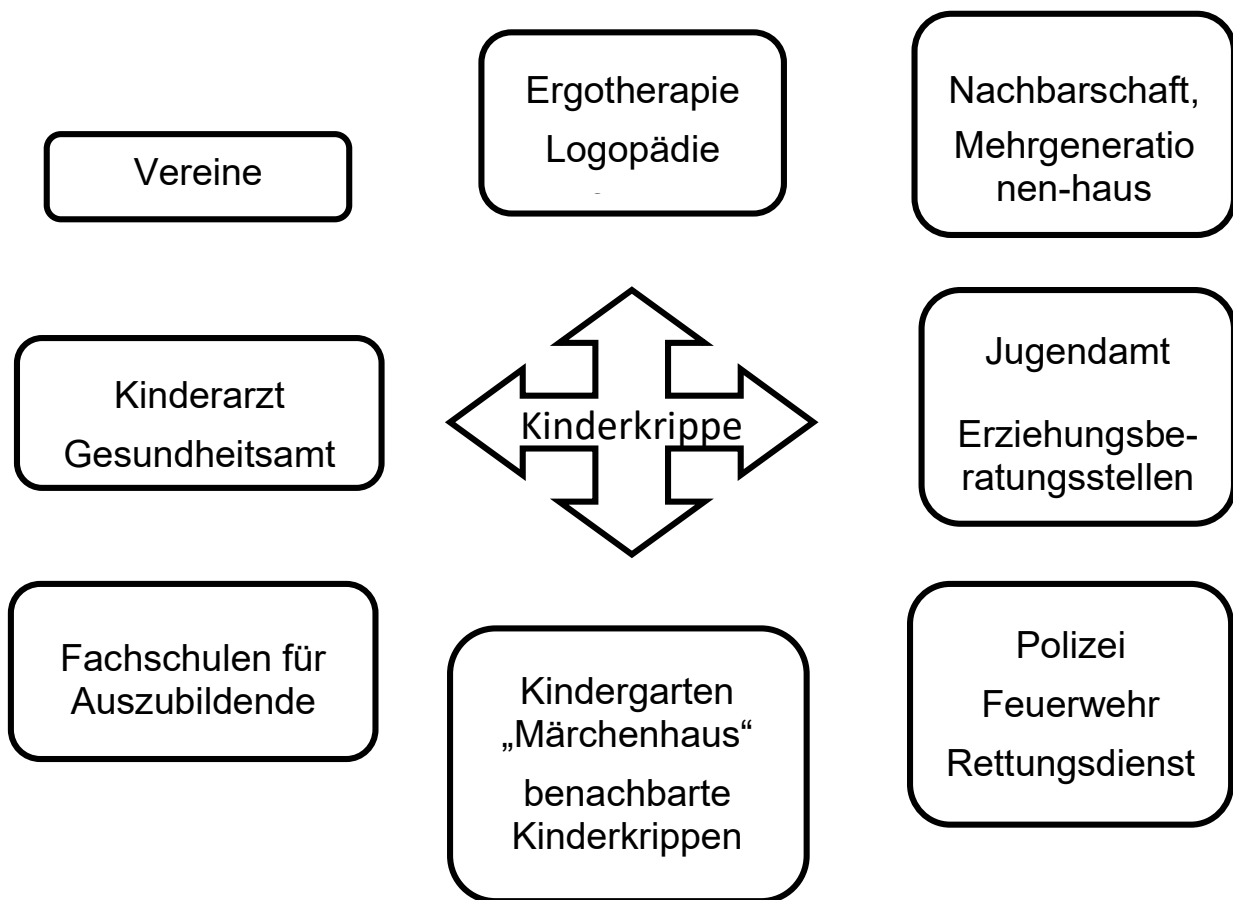 Vereine
Ergotherapie
Logopädie
Nachbarschaft,
Mehrgeneratio
nen-haus
Kinderarzt
Gesundheitsamt
Kinderkrippe
Jugendamt
Erziehungsbe-
ratungsstellen
Fachschulen für
Auszubildende
Kindergarten
„Märchenhaus“
benachbarte
Kinderkrippen
Polizei
Feuerwehr
Rettungsdienst